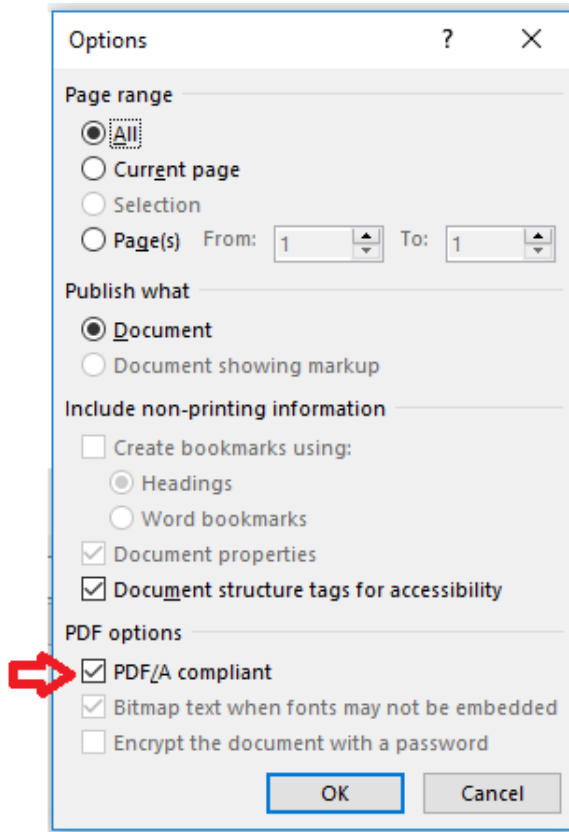 Options ?
Page range
All
Current page
Selection
Page(s) From: 1 To: 1
Publish what
Document
Document showing markup
Include non-printing information
Create bookmarks using:
Headings
Word bookmarks
Document properties
Document structure tags for accessibility
PDF options
PDF/A compliant
Bitmap text when fonts may not be embedded
Encrypt the document with a password
OK Cancel